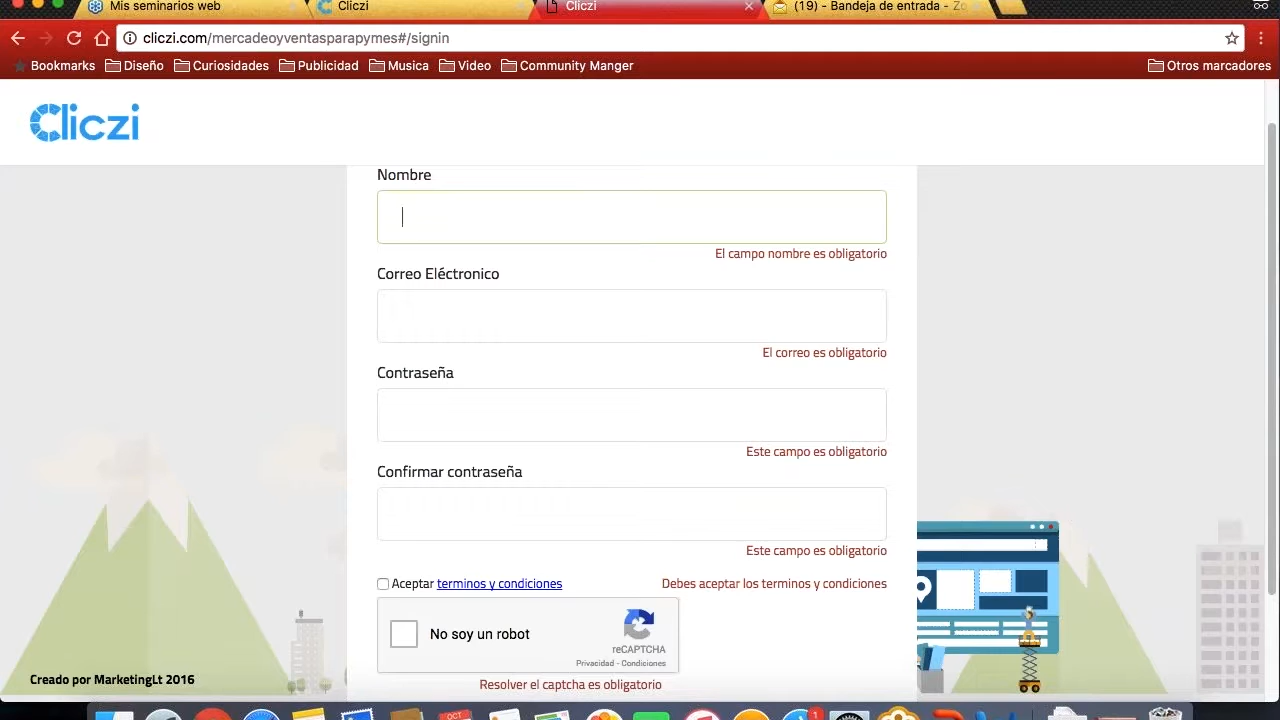 Mis seminarios web
Cliczi
Cliczi
(19) - Bandeja de entrada - Zo
cliczi.com/mercadeoyventasparapymes#/signin
Bookmarks
Diseño
Curiosidades
Publicidad
Musica
Video
Community Manger
Otros marcadores
Cliczi
Nombre
El campo nombre es obligatorio
Correo Eléctronico
El correo es obligatorio
Contraseña
Este campo es obligatorio
Confirmar contraseña
Este campo es obligatorio
Aceptar terminos y condiciones
Debes aceptar los terminos y condiciones
No soy un robot
reCAPTCHA
Privacidad - Condiciones
Resolver el captcha es obligatorio
Creado por MarketingLt 2016
OCT
1